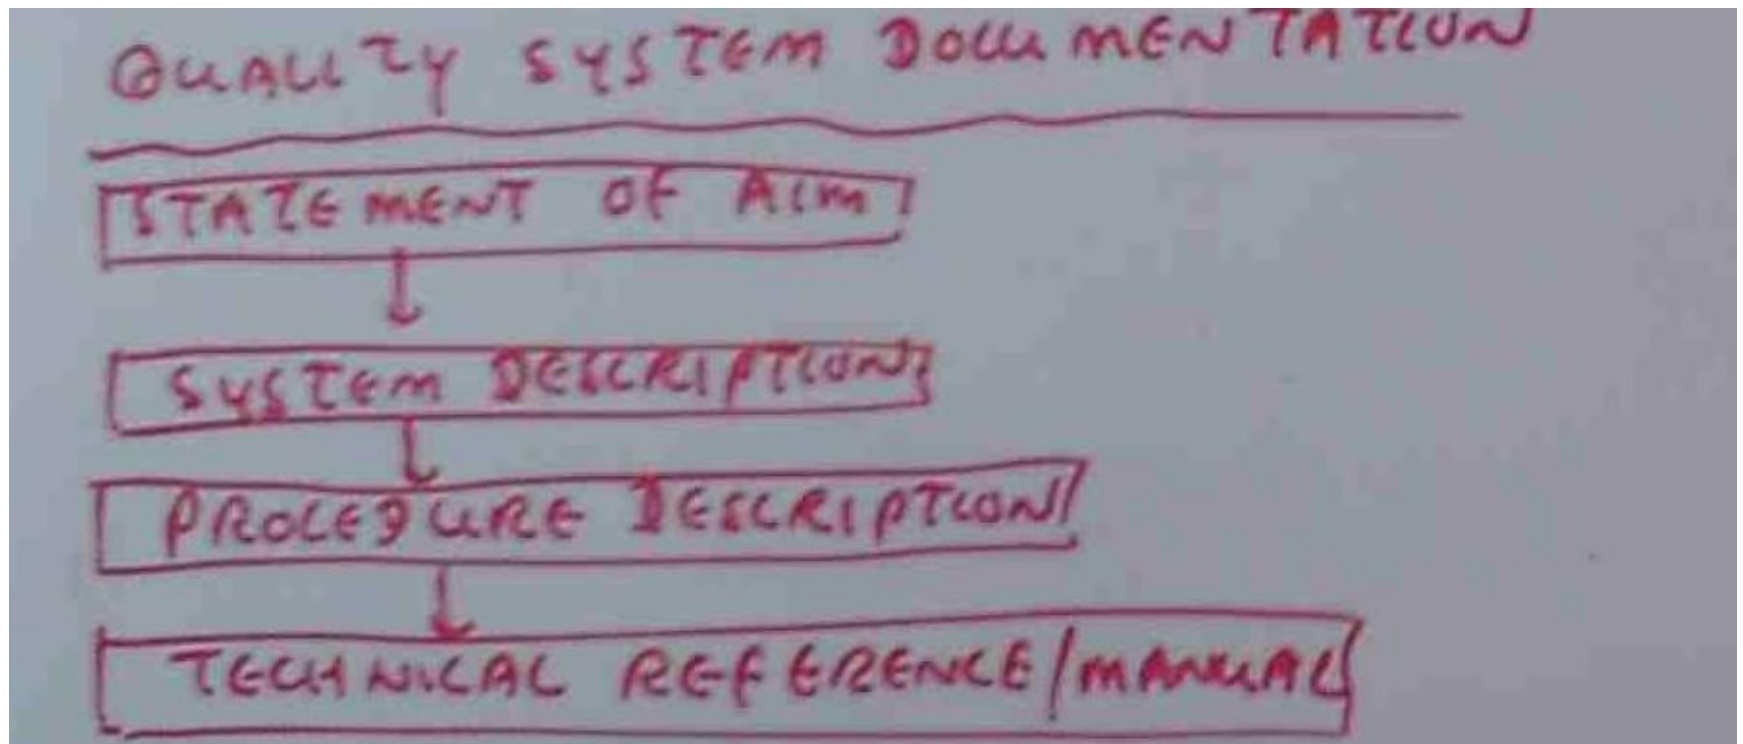 QUALITY SYSTEM DOCUMENTATION
STATEMENT OF AIM
SYSTEM DESCRIPTION
PROCEDURE DESCRIPTION
TECHNICAL REFERENCE/MANUAL